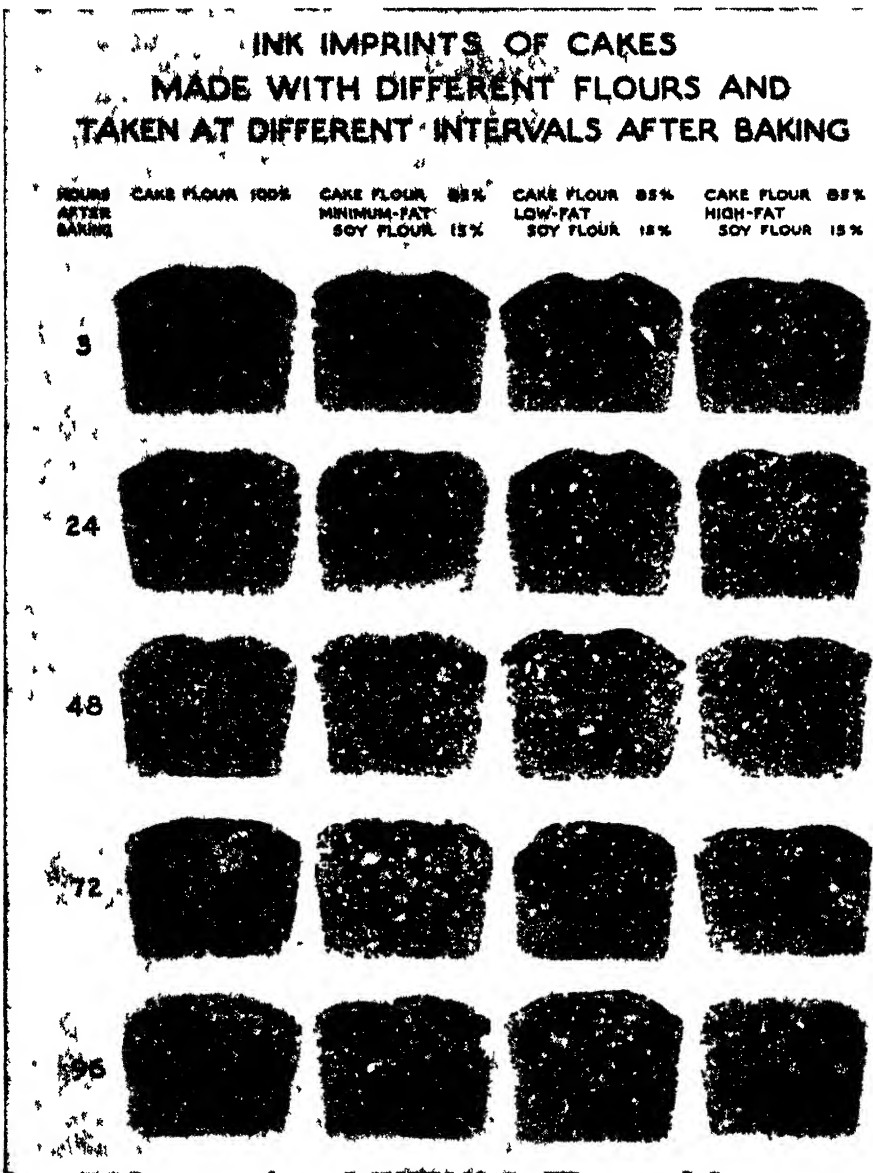 INK IMPRINTS OF CAKES
MADE WITH DIFFERENT FLOURS AND
TAKEN AT DIFFERENT INTERVALS AFTER BAKING
HOURS AFTER BAKING
CAKE FLOUR 100%
CAKE FLOUR 85%
MINIMUM-FAT
SOY FLOUR 15%
CAKE FLOUR 85%
LOW-FAT
SOY FLOUR 15%
CAKE FLOUR 85%
HIGH-FAT
SOY FLOUR 15%
3
24
48
72
96